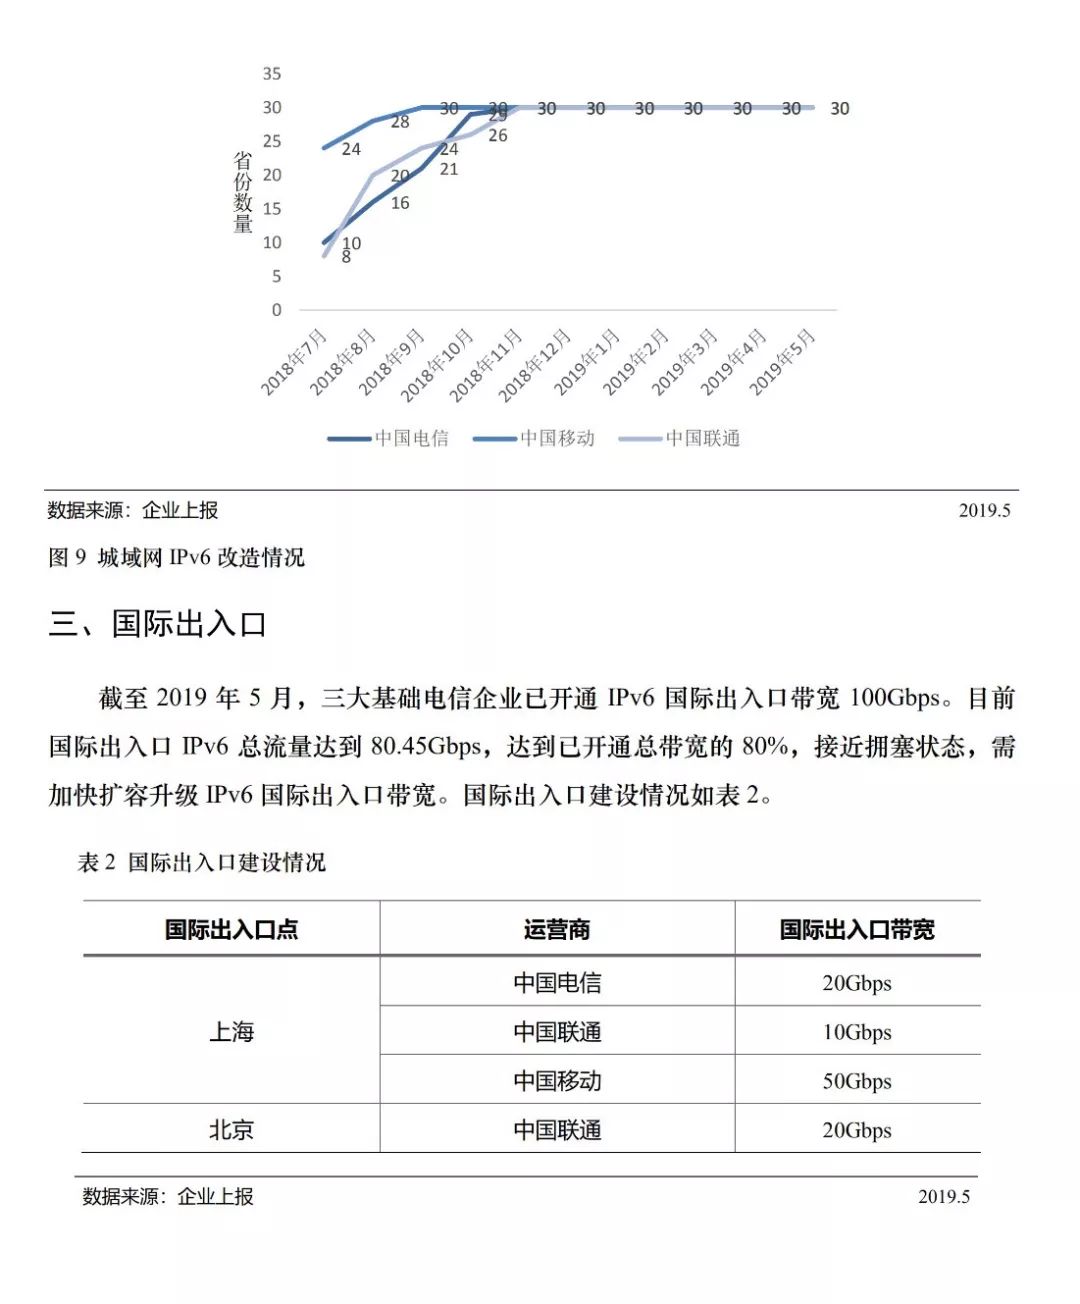 35
30
25
20
15
10
5
0
省份数量
30 30 30 30 30 30 30 30 30
28 29
24 24 26
20 21
16
10
8
2018年7月
2018年8月
2018年9月
2018年10月
2018年11月
2018年12月
2019年1月
2019年2月
2019年3月
2019年4月
2019年5月
中国电信 中国移动 中国联通
数据来源：企业上报 2019.5
图 9 城域网 IPv6 改造情况
三、国际出入口
截至 2019 年 5 月，三大基础电信企业已开通 IPv6 国际出入口带宽 100Gbps。目前
国际出入口 IPv6 总流量达到 80.45Gbps，达到已开通总带宽的 80%，接近拥塞状态，需
加快扩容升级 IPv6 国际出入口带宽。国际出入口建设情况如表 2。
表 2 国际出入口建设情况
国际出入口点 运营商 国际出入口带宽
上海 中国电信 20Gbps
中国联通 10Gbps
中国移动 50Gbps
北京 中国联通 20Gbps
数据来源：企业上报 2019.5